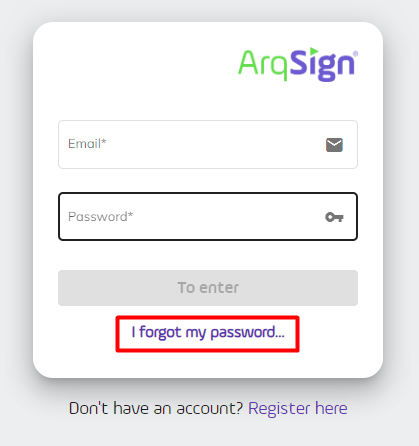 ArqSign®
Email*
Password*
To enter
I forgot my password...
Don't have an account? Register here